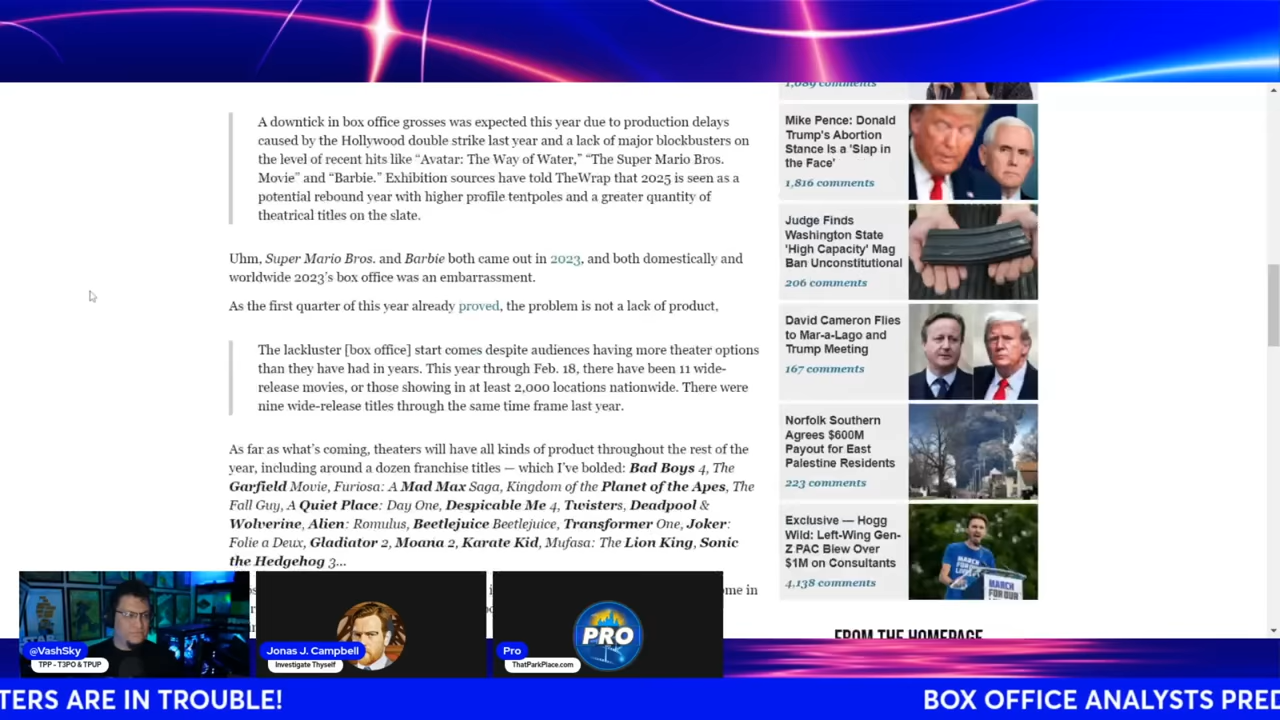 A downtick in box office grosses was expected this year due to production delays
caused by the Hollywood double strike last year and a lack of major blockbusters on
the level of recent hits like “Avatar: The Way of Water,” “The Super Mario Bros.
Movie” and “Barbie.” Exhibition sources have told TheWrap that 2025 is seen as a
potential rebound year with higher profile tentpoles and a greater quantity of
theatrical titles on the slate.
Uhm, Super Mario Bros. and Barbie both came out in 2023, and both domestically and
worldwide 2023’s box office was an embarrassment.
As the first quarter of this year already proved, the problem is not a lack of product,
The lackluster [box office] start comes despite audiences having more theater options
than they have had in years. This year through Feb. 18, there have been 11 wide-
release movies, or those showing in at least 2,000 locations nationwide. There were
nine wide-release titles through the same time frame last year.
As far as what’s coming, theaters will have all kinds of product throughout the rest of the
year, including around a dozen franchise titles — which I’ve bolded: Bad Boys 4, The
Garfield Movie, Furiosa: A Mad Max Saga, Kingdom of the Planet of the Apes, The
Fall Guy, A Quiet Place: Day One, Despicable Me 4, Twisters, Deadpool &
Wolverine, Alien: Romulus, Beetlejuice Beetlejuice, Transformer One, Joker:
Folie a Deux, Gladiator 2, Moana 2, Karate Kid, Mufasa: The Lion King, Sonic
the Hedgehog 3...
1,089 comments
Mike Pence: Donald
Trump's Abortion
Stance Is a 'Slap in
the Face'
1,816 comments
Judge Finds
Washington State
'High Capacity' Mag
Ban Unconstitutional
206 comments
David Cameron Flies
to Mar-a-Lago and
Trump Meeting
167 comments
Norfolk Southern
Agrees $600M
Payout for East
Palestine Residents
223 comments
Exclusive — Hogg
Wild: Left-Wing Gen-
Z PAC Blew Over
$1M on Consultants
4,138 comments
MARCH
FOR OUR
MARCH
FOR OUR
FROM THE HOMEPAGE
@VashSky
TPP - T3PO & TPUP
Jonas J. Campbell
Investigate Thyself
PRO
Pro
ThatParkPlace.com
TERS ARE IN TROUBLE!
BOX OFFICE ANALYSTS PRED